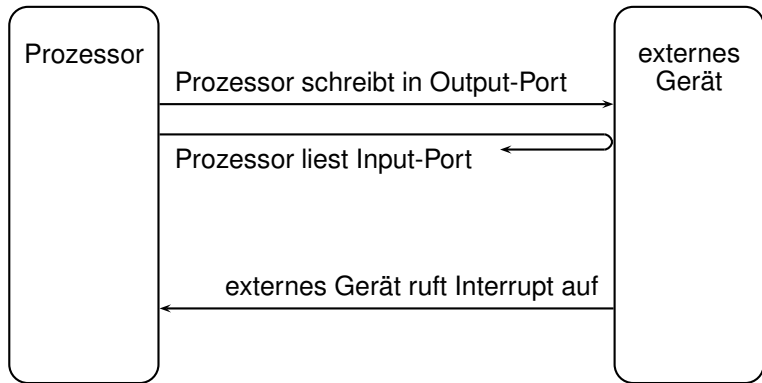 Prozessor
externes
Gerät
Prozessor schreibt in Output-Port
Prozessor liest Input-Port
externes Gerät ruft Interrupt auf